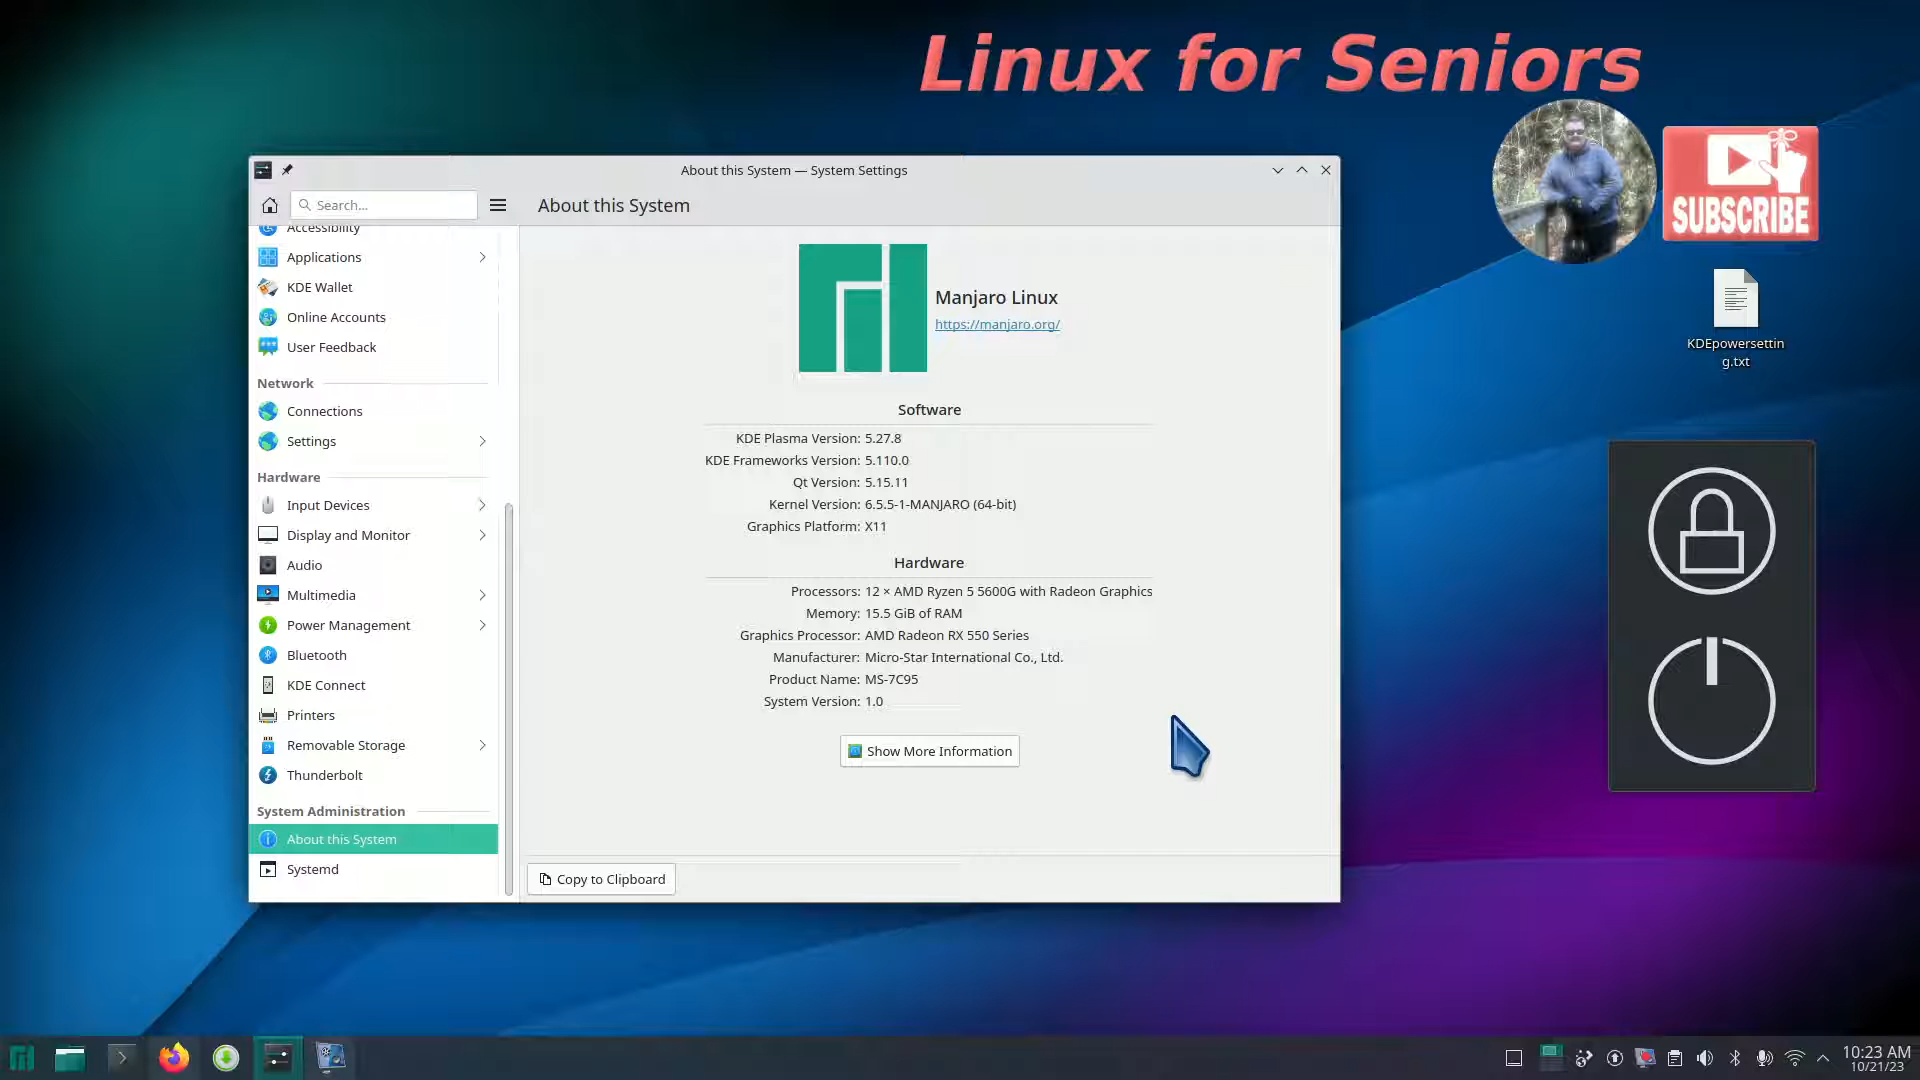 Linux for Seniors
SUBSCRIBE
KDEpowersettin
g.txt
About this System — System Settings
Search...
About this System
Accessibility
Applications
KDE Wallet
Online Accounts
User Feedback
Network
Connections
Settings
Hardware
Input Devices
Display and Monitor
Audio
Multimedia
Power Management
Bluetooth
KDE Connect
Printers
Removable Storage
Thunderbolt
System Administration
About this System
Systemd
Manjaro Linux
https://manjaro.org/
Software
KDE Plasma Version: 5.27.8
KDE Frameworks Version: 5.110.0
Qt Version: 5.15.11
Kernel Version: 6.5.5-1-MANJARO (64-bit)
Graphics Platform: X11
Hardware
Processors: 12 × AMD Ryzen 5 5600G with Radeon Graphics
Memory: 15.5 GiB of RAM
Graphics Processor: AMD Radeon RX 550 Series
Manufacturer: Micro-Star International Co., Ltd.
Product Name: MS-7C95
System Version: 1.0
Show More Information
Copy to Clipboard
10:23 AM
10/21/23